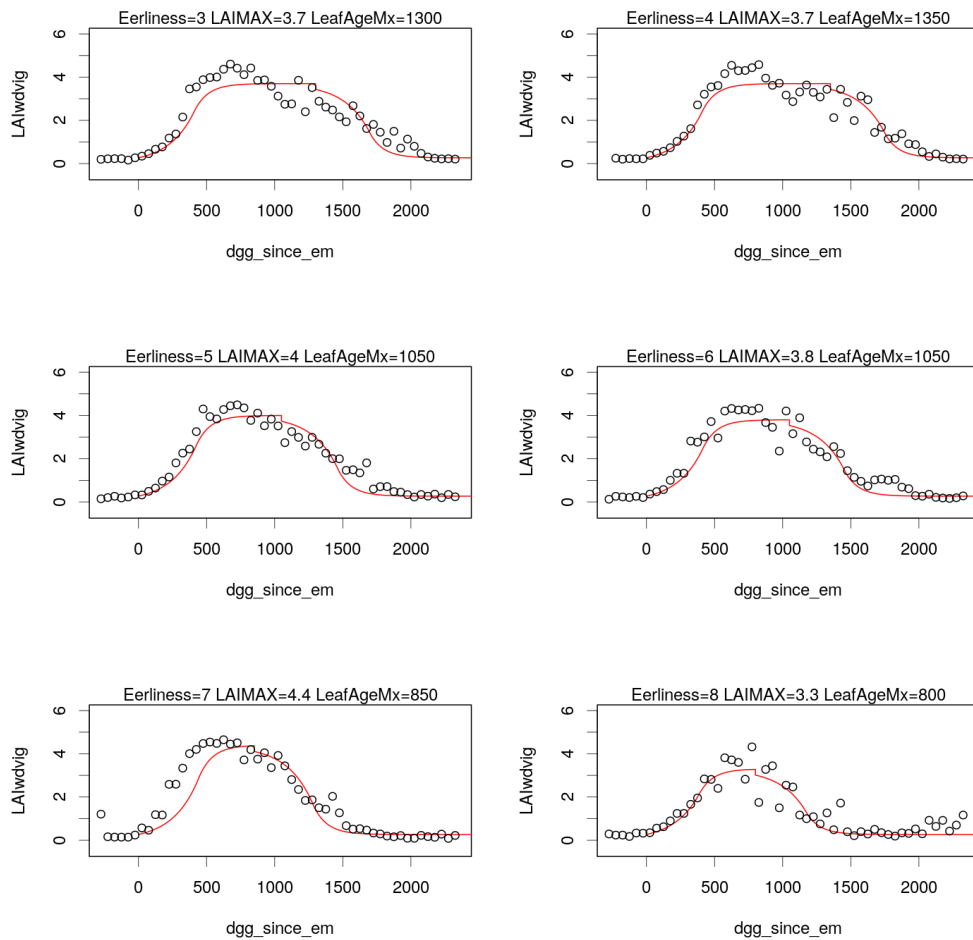 Eerliness=3 LAIMAX=3.7 LeafAgeMx=1300
6
4
2
0
LAIwdvig
0 500 1000 1500 2000
dgg_since_em
Eerliness=4 LAIMAX=3.7 LeafAgeMx=1350
6
4
2
0
LAIwdvig
0 500 1000 1500 2000
dgg_since_em
Eerliness=5 LAIMAX=4 LeafAgeMx=1050
6
4
2
0
LAIwdvig
0 500 1000 1500 2000
dgg_since_em
Eerliness=6 LAIMAX=3.8 LeafAgeMx=1050
6
4
2
0
LAIwdvig
0 500 1000 1500 2000
dgg_since_em
Eerliness=7 LAIMAX=4.4 LeafAgeMx=850
6
4
2
0
LAIwdvig
0 500 1000 1500 2000
dgg_since_em
Eerliness=8 LAIMAX=3.3 LeafAgeMx=800
6
4
2
0
LAIwdvig
0 500 1000 1500 2000
dgg_since_em